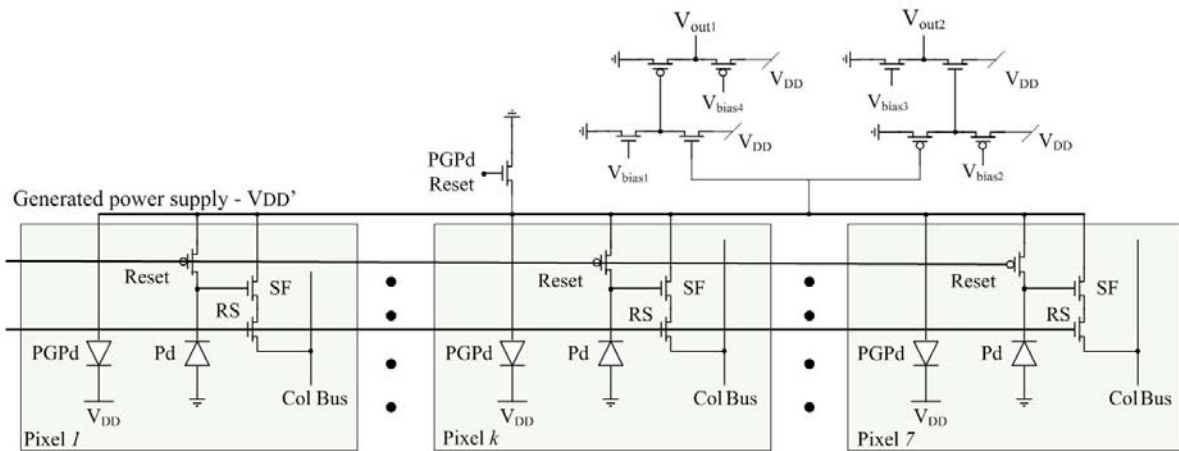 Vout1
Vout2
VDD
VDD
Vbias4
Vbias3
PGPd
Reset
Vbias1
VDD
Vbias2
VDD
Generated power supply - VDD'
Reset
SF
RS
PGPd
Pd
VDD
Col Bus
Pixel 1
Reset
SF
RS
PGPd
Pd
VDD
Col Bus
Pixel k
Reset
SF
RS
PGPd
Pd
VDD
Col Bus
Pixel 7